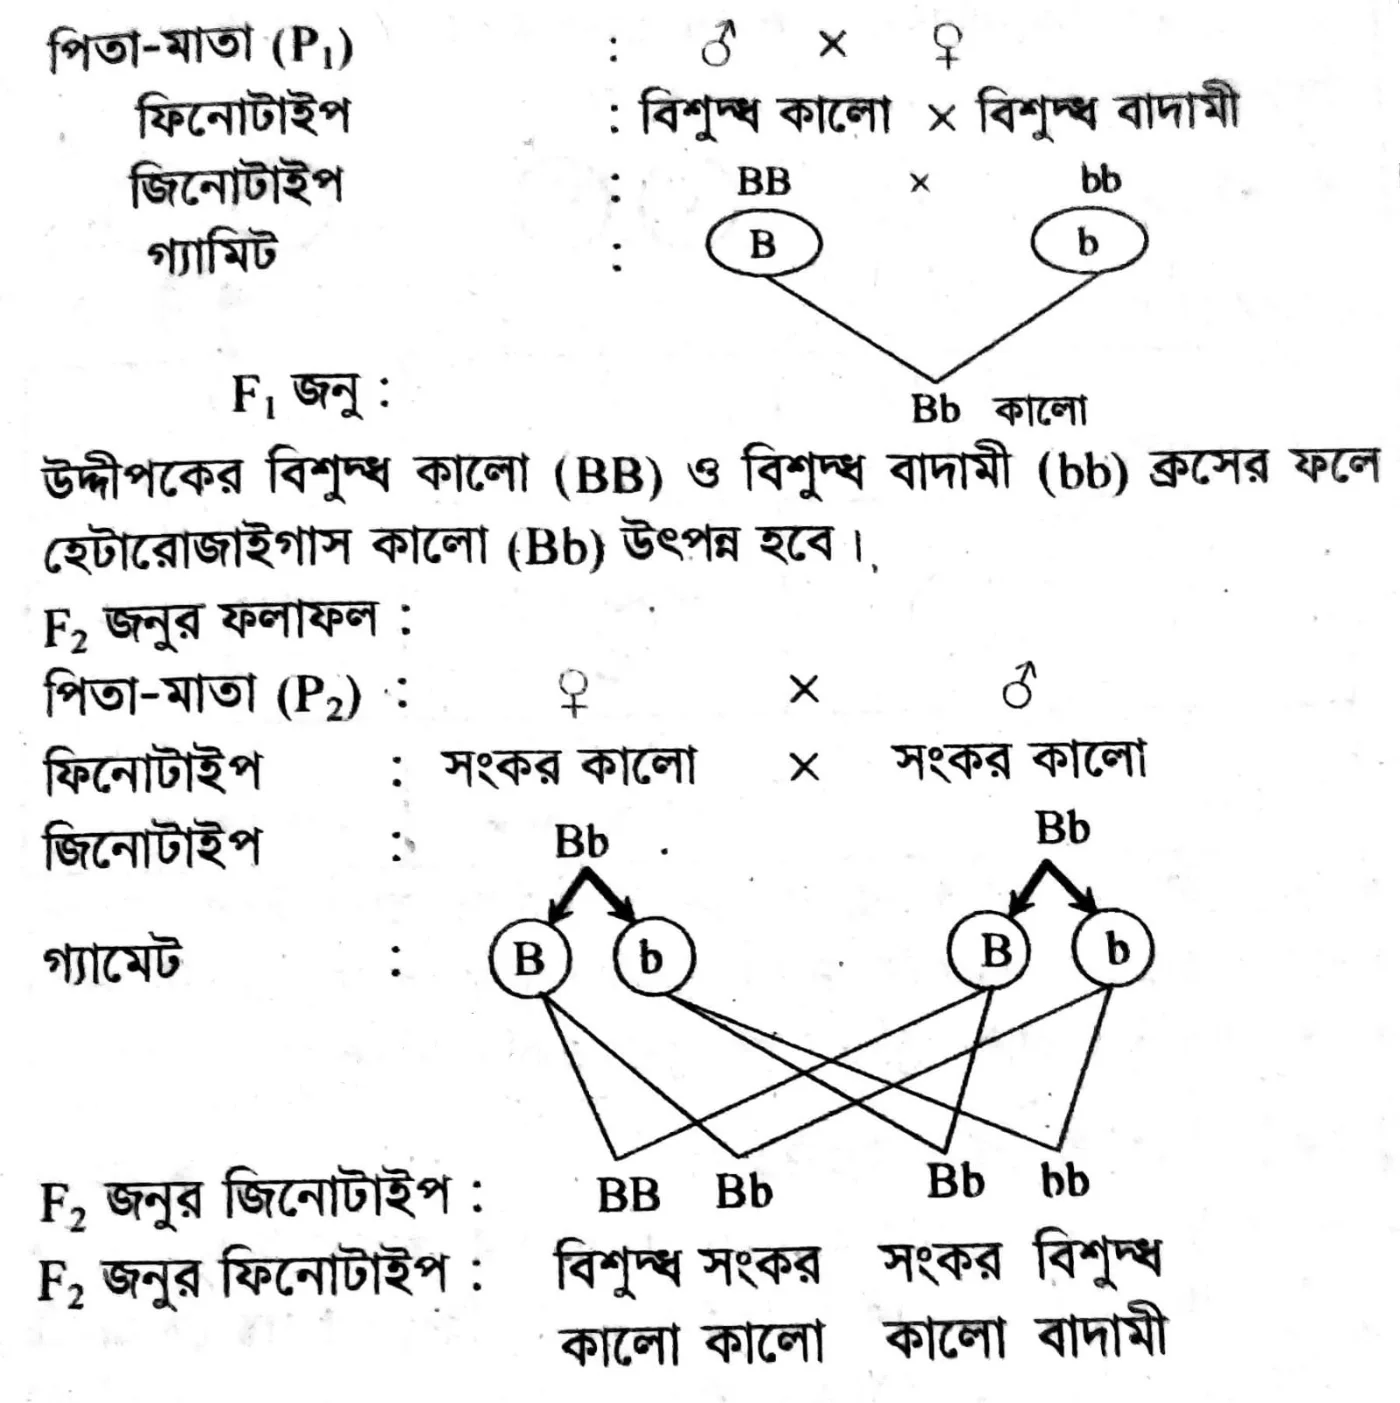 পিতা-মাতা (P₁) : ♂ × ♀
ফিনোটাইপ : বিশুদ্ধ কালো × বিশুদ্ধ বাদামী
জিনোটাইপ : BB × bb
গ্যামিট : B b
F₁ জনু : Bb কালো
উদ্দীপকের বিশুদ্ধ কালো (BB) ও বিশুদ্ধ বাদামী (bb) ক্রসের ফলে
হেটারোজাইগাস কালো (Bb) উৎপন্ন হবে।
F₂ জনুর ফলাফল :
পিতা-মাতা (P₂) : ♀ × ♂
ফিনোটাইপ : সংকর কালো × সংকর কালো
জিনোটাইপ : Bb Bb
গ্যামেট : B b B b
F₂ জনুর জিনোটাইপ : BB Bb Bb bb
F₂ জনুর ফিনোটাইপ : বিশুদ্ধ সংকর সংকর বিশুদ্ধ
কালো কালো কালো বাদামী